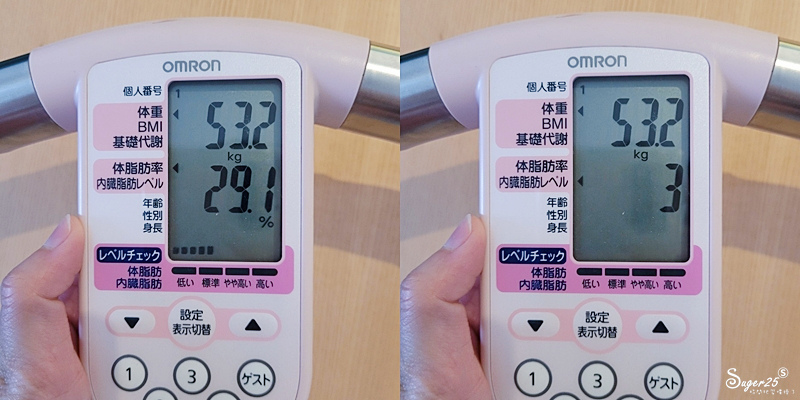 OMRON
個人番号 1
体重
BMI
基礎代謝
53.2
kg
体脂肪率
内臓脂肪レベル
29.1
%
年齢
性別
身長
レベルチェック
体脂肪
内臓脂肪
低い 標準 やや高い 高い
設定
表示切替
1 3 ゲスト
OMRON
個人番号 1
体重
BMI
基礎代謝
53.2
kg
体脂肪率
内臓脂肪レベル
3
年齢
性別
身長
レベルチェック
体脂肪
内臓脂肪
低い 標準 やや高い 高い
設定
表示切替
1 3 ゲスト
Suger25 S